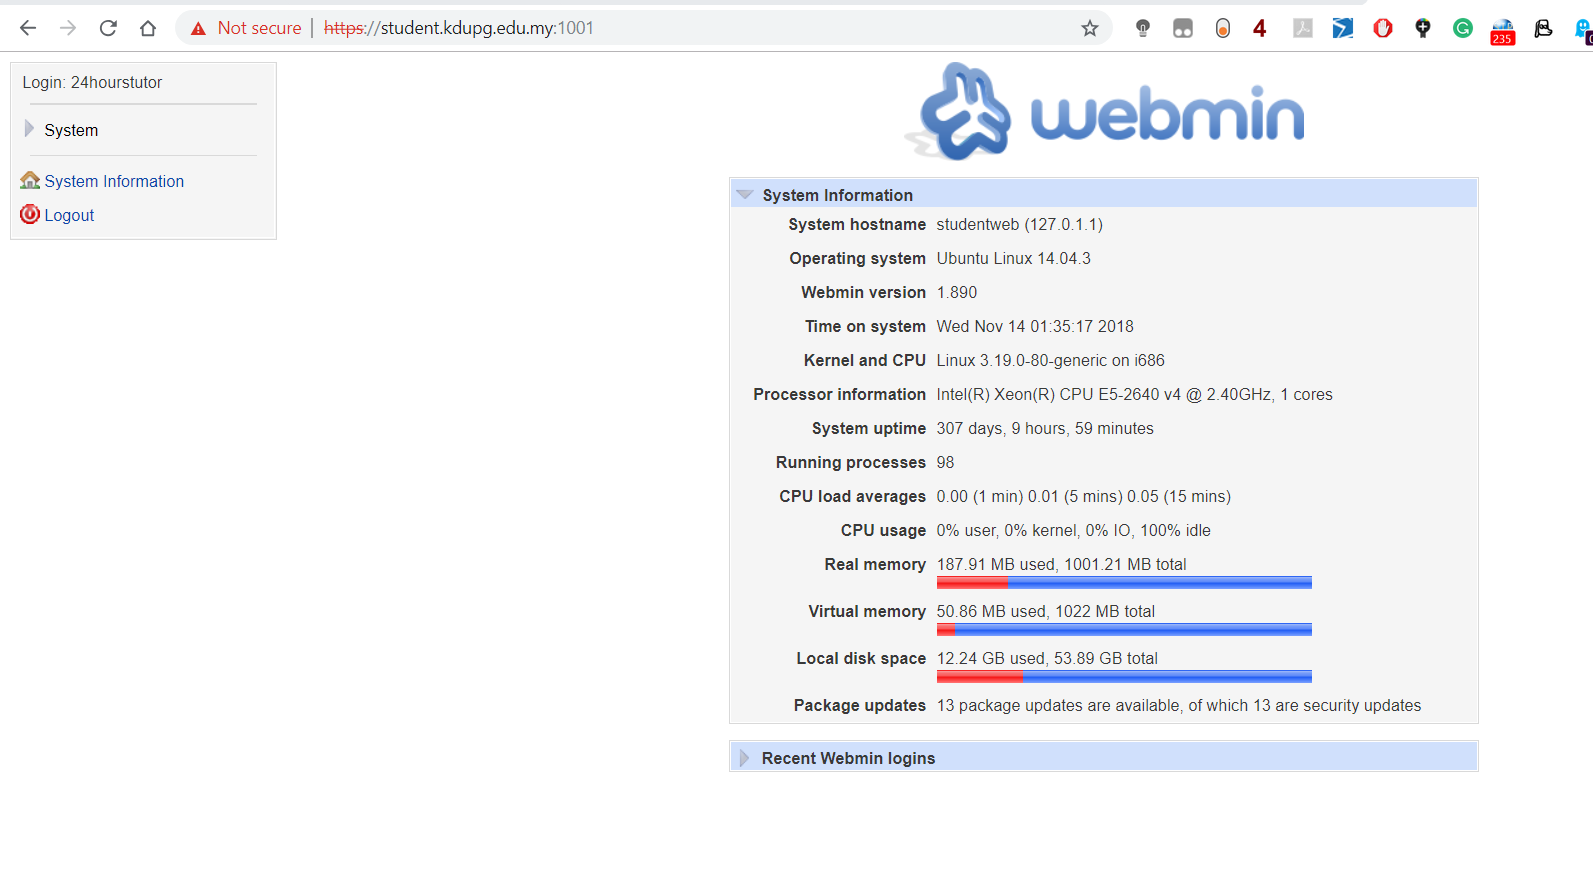 Not secure | https://student.kdupg.edu.my:1001
4
235
Login: 24hourstutor
System
System Information
Logout
webmin
System Information
System hostname studentweb (127.0.1.1)
Operating system Ubuntu Linux 14.04.3
Webmin version 1.890
Time on system Wed Nov 14 01:35:17 2018
Kernel and CPU Linux 3.19.0-80-generic on i686
Processor information Intel(R) Xeon(R) CPU E5-2640 v4 @ 2.40GHz, 1 cores
System uptime 307 days, 9 hours, 59 minutes
Running processes 98
CPU load averages 0.00 (1 min) 0.01 (5 mins) 0.05 (15 mins)
CPU usage 0% user, 0% kernel, 0% IO, 100% idle
Real memory 187.91 MB used, 1001.21 MB total
Virtual memory 50.86 MB used, 1022 MB total
Local disk space 12.24 GB used, 53.89 GB total
Package updates 13 package updates are available, of which 13 are security updates
Recent Webmin logins